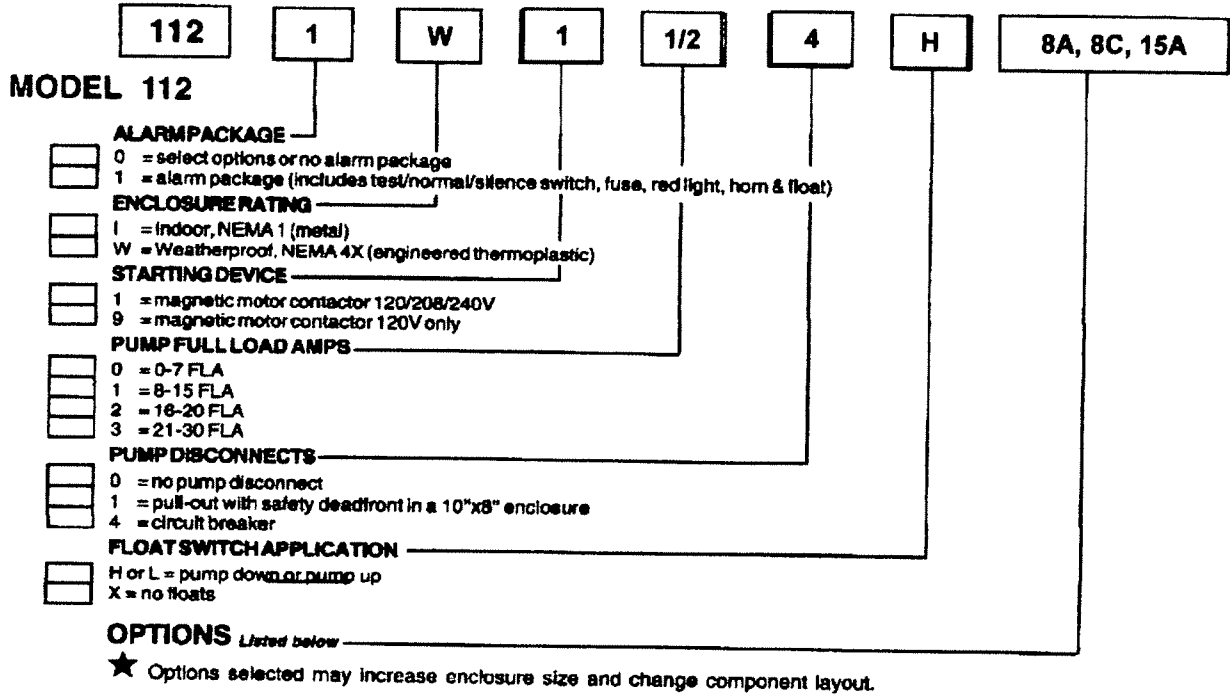 112 1 W 1 1/2 4 H 8A, 8C, 15A
MODEL 112
ALARM PACKAGE
0 = select options or no alarm package
1 = alarm package (includes test/normal/silence switch, fuse, red light, horn & float)
ENCLOSURE RATING
I = Indoor, NEMA 1 (metal)
W = Weatherproof, NEMA 4X (engineered thermoplastic)
STARTING DEVICE
1 = magnetic motor contactor 120/208/240V
9 = magnetic motor contactor 120V only
PUMP FULL LOAD AMPS
0 = 0-7 FLA
1 = 8-15 FLA
2 = 16-20 FLA
3 = 21-30 FLA
PUMP DISCONNECTS
0 = no pump disconnect
1 = pull-out with safety deadfront in a 10"x8" enclosure
4 = circuit breaker
FLOAT SWITCH APPLICATION
H or L = pump down or pump up
X = no floats
OPTIONS Listed below
★ Options selected may increase enclosure size and change component layout.